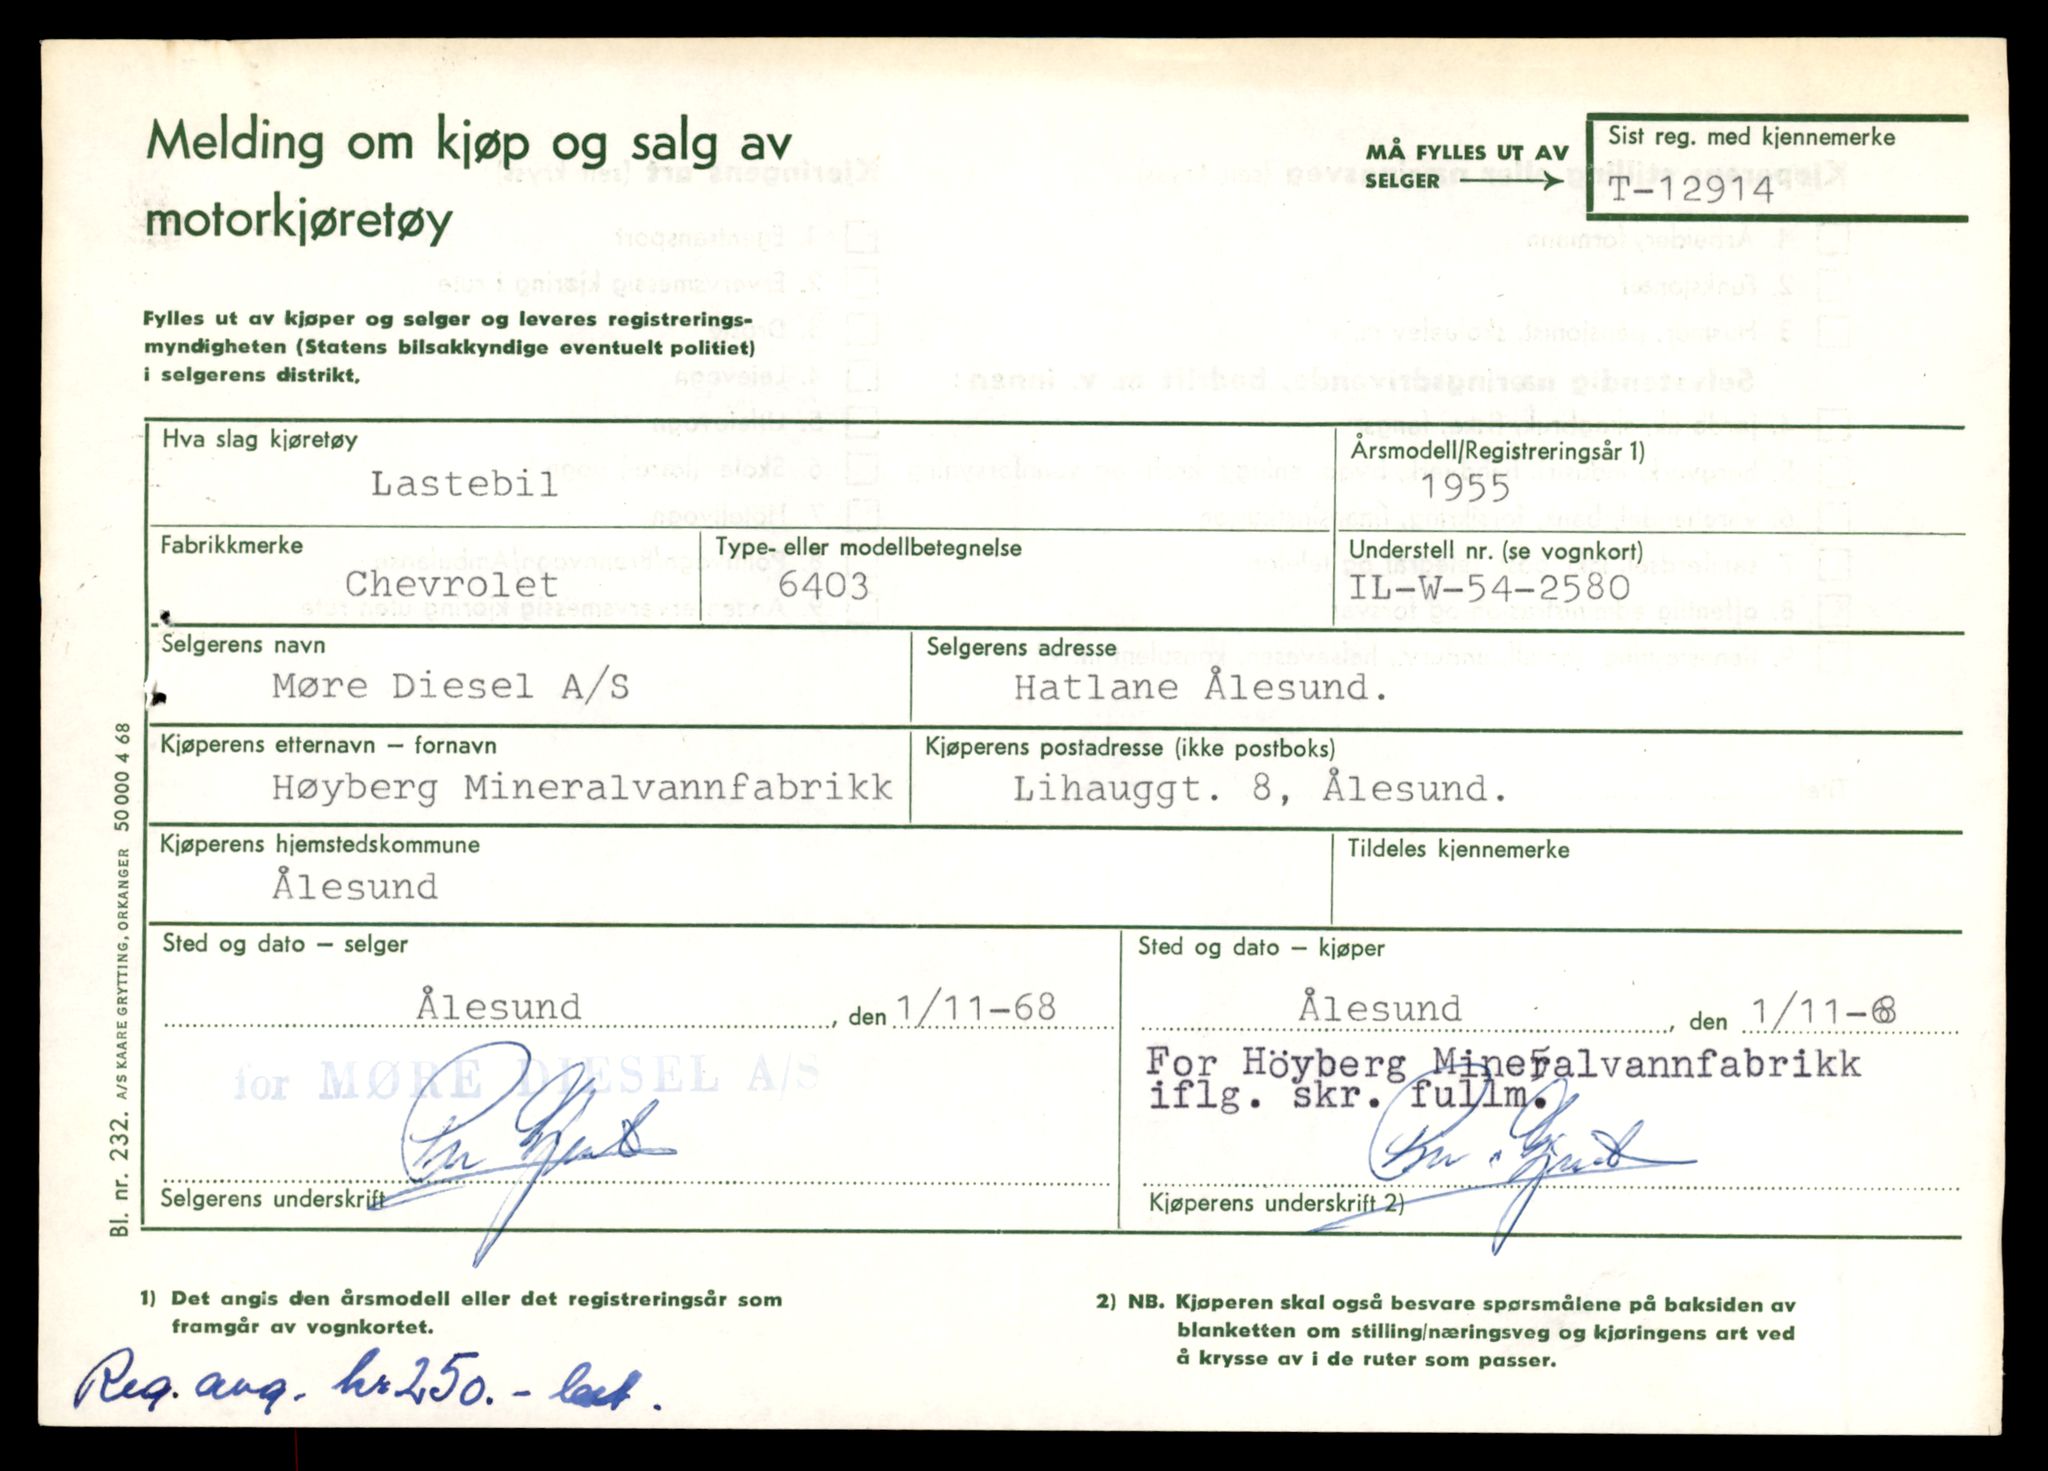 Melding om kjøp og salg av
motorkjøretøy
MÅ FYLLES UT AV
SELGER
Sist reg. med kjennemerke
T-12914
Fylles ut av kjøper og selger og leveres registrerings-
myndigheten (Statens bilsakkyndige eventuelt politiet)
i selgerens distrikt.
Hva slag kjøretøy
Lastebil
Årsmodell/Registreringsår 1)
1955
Fabrikkmerke
Chevrolet
Type- eller modellbetegnelse
6403
Understell nr. (se vognkort)
IL-W-54-2580
Selgerens navn
Møre Diesel A/S
Selgerens adresse
Hatlane Ålesund.
Kjøperens etternavn – fornavn
Høyberg Mineralvannfabrikk
Kjøperens postadresse (ikke postboks)
Lihauggt. 8, Ålesund.
Kjøperens hjemstedskommune
Ålesund
Tildeles kjennemerke
Sted og dato – selger
Ålesund, den 1/11-68
for MØRE DIESEL A/S
Selgerens underskrift
Sted og dato – kjøper
Ålesund, den 1/11-68
For Höyberg Mineralvannfabrikk
iflg. skr. fullm.
Kjøperens underskrift 2)
Bl. nr. 232. A/S KAARE GRYTTING, ORKANGER 50 000 4 68
1) Det angis den årsmodell eller det registreringsår som
framgår av vognkortet.
2) NB. Kjøperen skal også besvare spørsmålene på baksiden av
blanketten om stilling/næringsveg og kjøringens art ved
å krysse av i de ruter som passer.
Reg. avg. kr 250.-